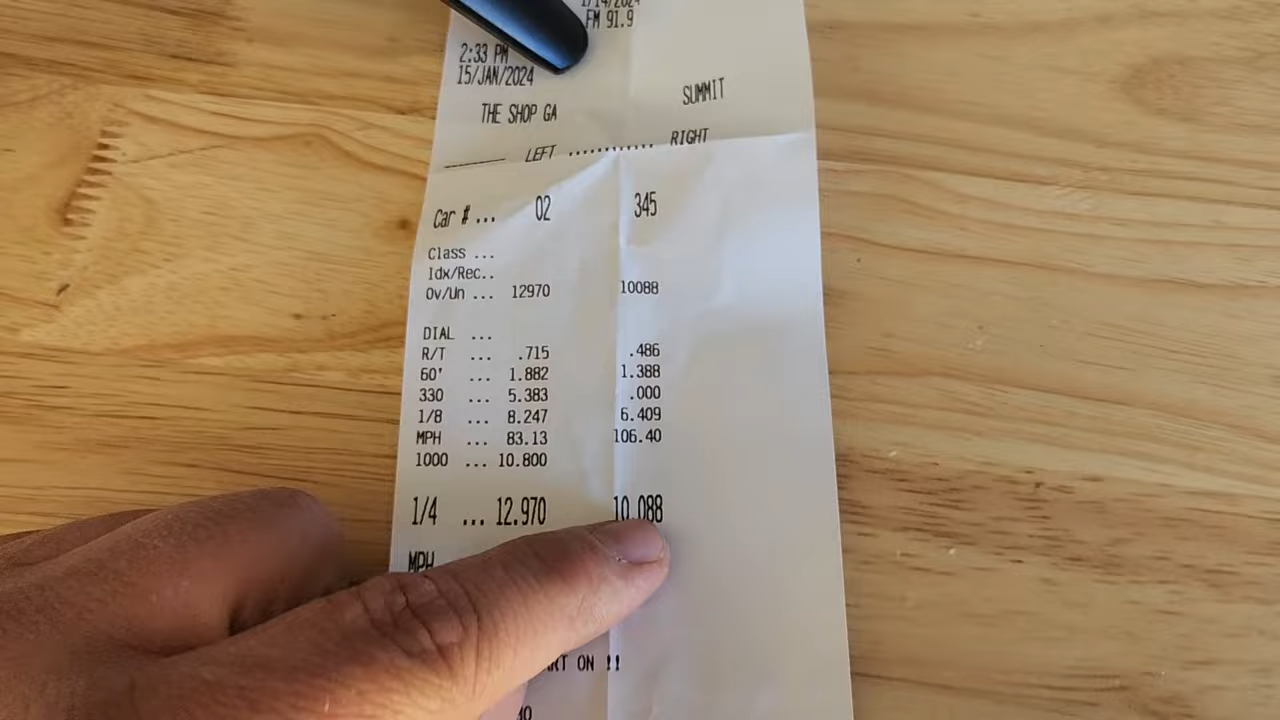 1/14/2024
FM 91.9
2:33 PM
15/JAN/2024
THE SHOP GA SUMMIT
LEFT ........... RIGHT
Car # ... 02 345
Class ...
Idx/Rec..
Ov/Un ... 12970 10088
DIAL ...
R/T ... .715 .486
60' ... 1.882 1.388
330 ... 5.383 .000
1/8 ... 8.247 6.409
MPH ... 83.13 106.40
1000 ... 10.800
1/4 ... 12.970 10.088
MPH
ON !!